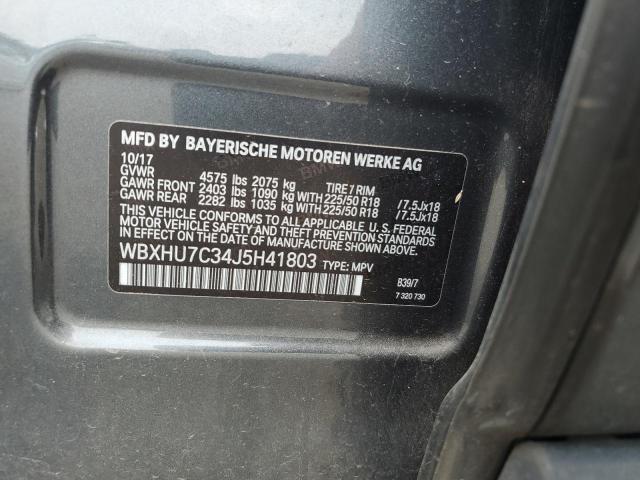 MFD BY BAYERISCHE MOTOREN WERKE AG
10/17
GVWR 4575 lbs 2075 kg TIRE / RIM
GAWR FRONT 2403 lbs 1090 kg WITH 225/50 R18 /7.5Jx18
GAWR REAR 2282 lbs 1035 kg WITH 225/50 R18 /7.5Jx18
THIS VEHICLE CONFORMS TO ALL APPLICABLE U.S. FEDERAL
MOTOR VEHICLE SAFETY AND THEFT PREVENTION STANDARDS
IN EFFECT ON THE DATE OF MANUFACTURE SHOWN ABOVE.
WBXHU7C34J5H41803 TYPE: MPV
B39/7
7 320 730